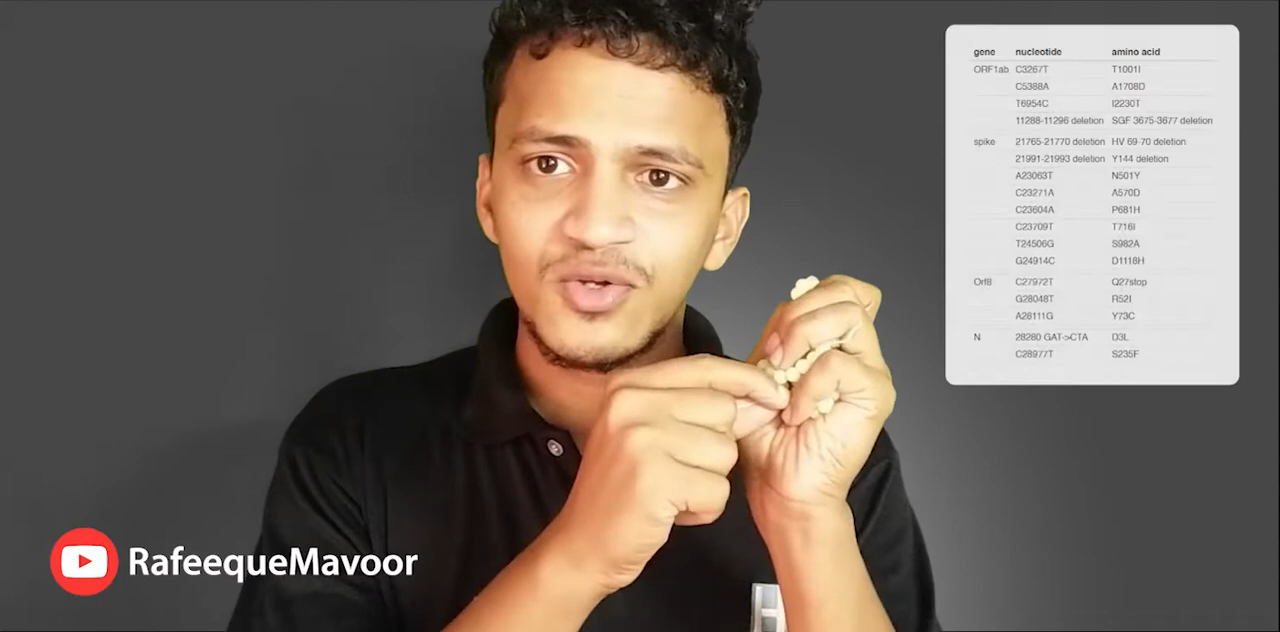 gene nucleotide amino acid
ORF1ab C3267T T1001I
C5388A A1708D
T6954C I2230T
11288-11296 deletion SGF 3675-3677 deletion
spike 21765-21770 deletion HV 69-70 deletion
21991-21993 deletion Y144 deletion
A23063T N501Y
C23271A A570D
C23604A P681H
C23709T T716I
T24506G S982A
G24914C D1118H
Orf8 C27972T Q27stop
G28048T R52I
A28111G Y73C
N 28280 GAT->CTA D3L
C28977T S235F
RafeequeMavoor